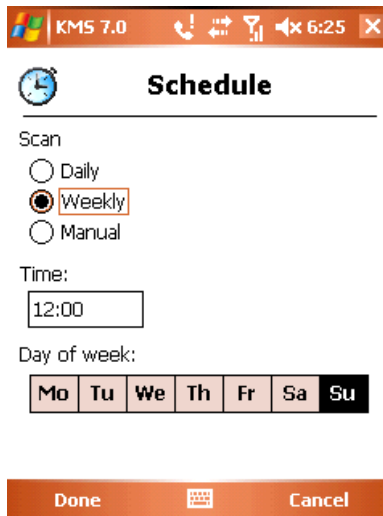 KMS 7.0 6:25
Schedule
Scan
Daily
Weekly
Manual
Time:
12:00
Day of week:
Mo Tu We Th Fr Sa Su
Done Cancel